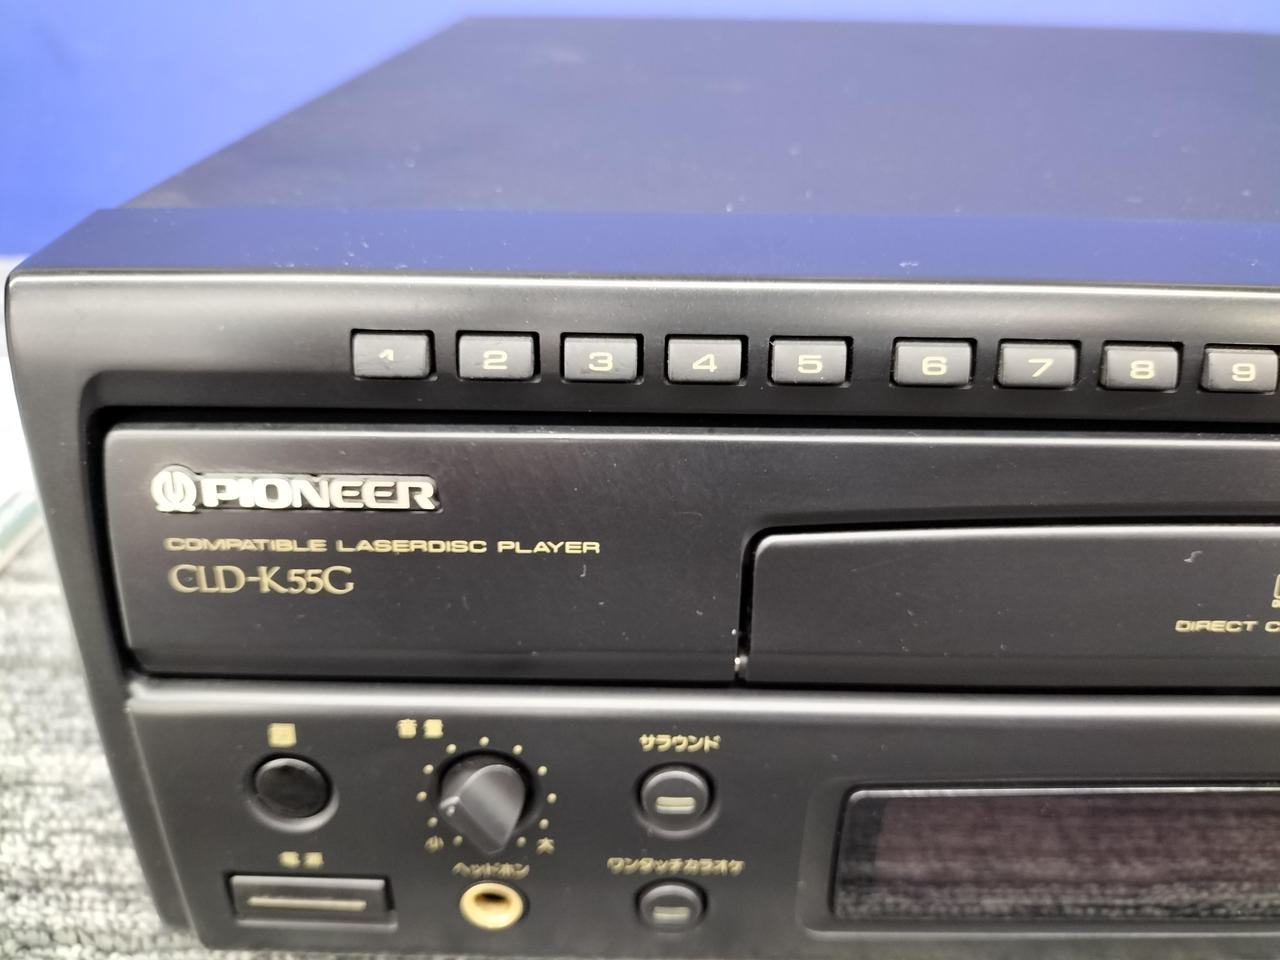 1 2 3 4 5 6 7 8 9
PIONEER
COMPATIBLE LASERDISC PLAYER
CLD-K55G
DIRECT C
音量
サラウンド
小 大
電源
ヘッドホン
ワンタッチカラオケ